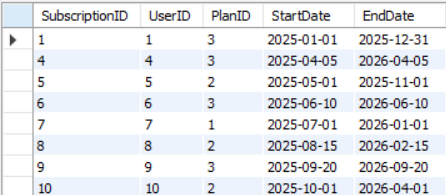 SubscriptionID UserID PlanID StartDate EndDate
1 1 3 2025-01-01 2025-12-31
4 4 3 2025-04-05 2026-04-05
5 5 2 2025-05-01 2025-11-01
6 6 3 2025-06-10 2026-06-10
7 7 1 2025-07-01 2026-01-01
8 8 2 2025-08-15 2026-02-15
9 9 3 2025-09-20 2026-09-20
10 10 2 2025-10-01 2026-04-01